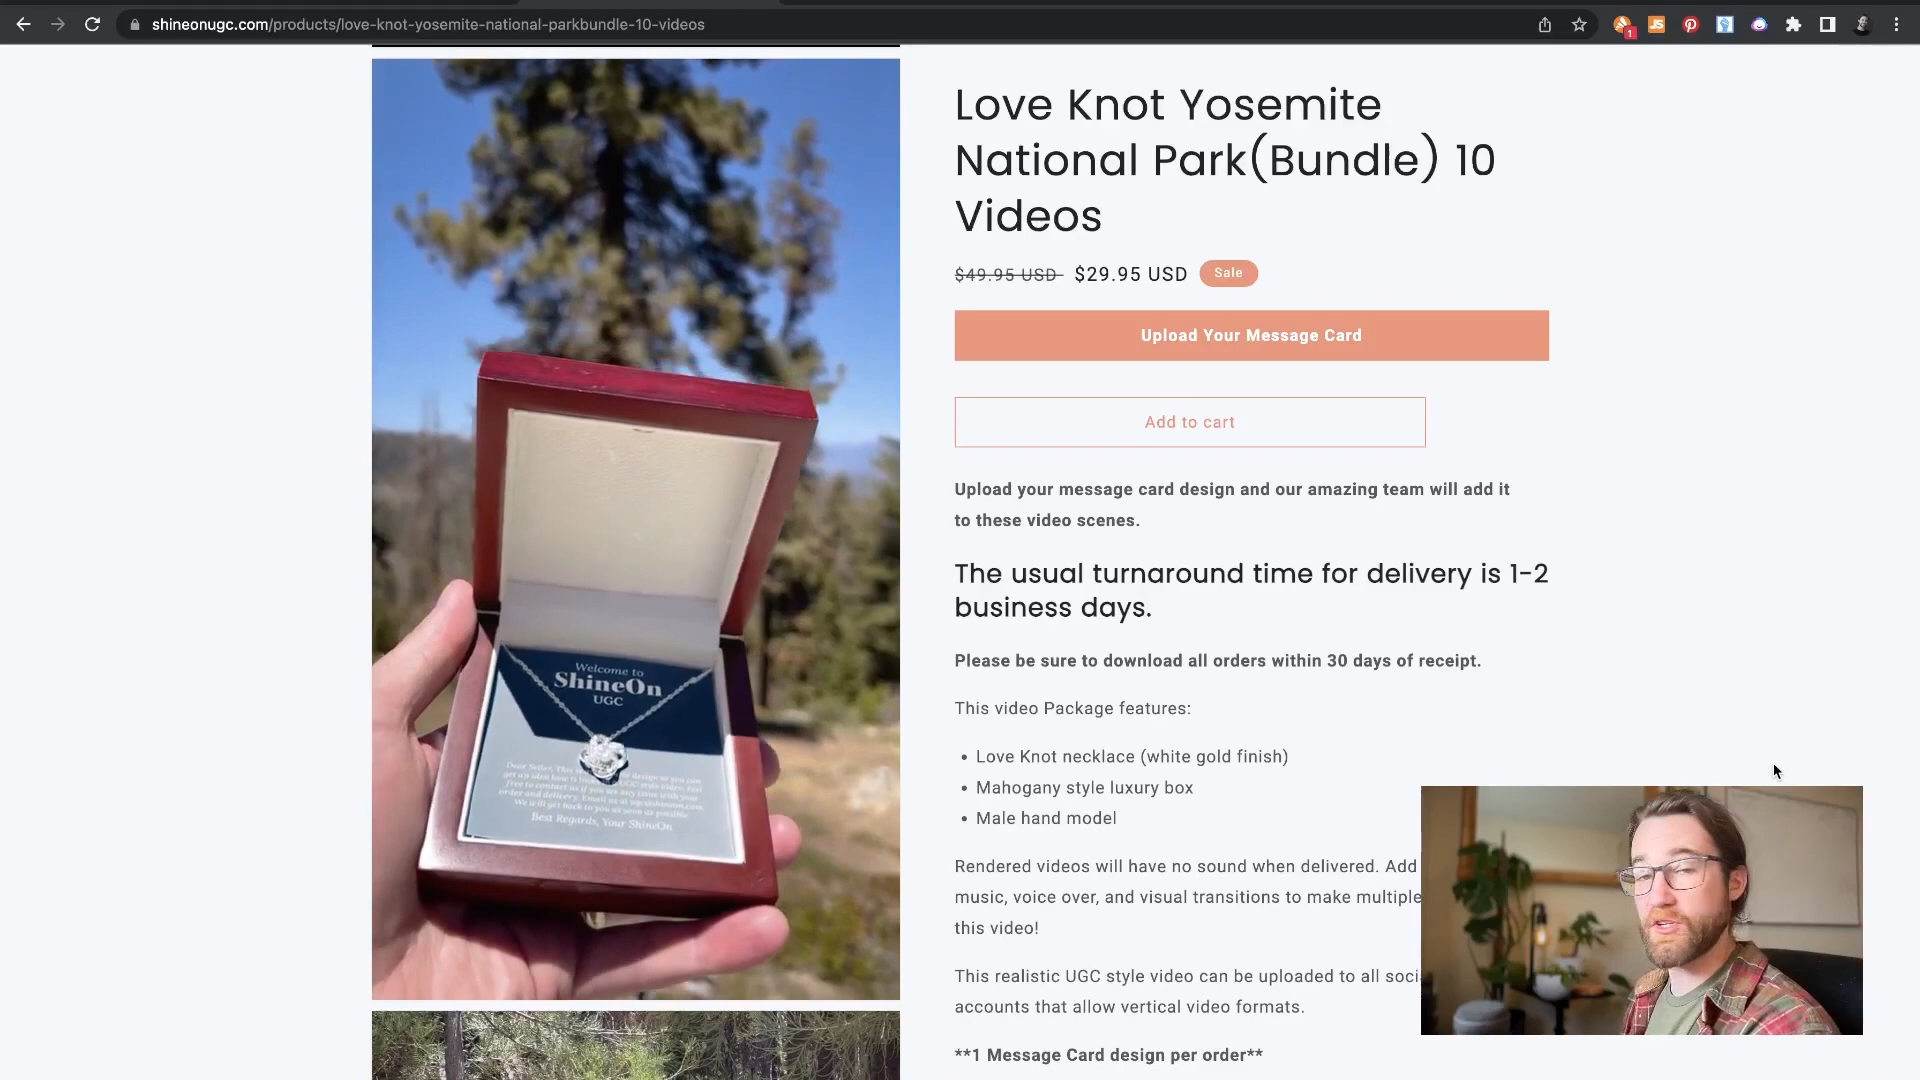 shineonugc.com/products/love-knot-yosemite-national-parkbundle-10-videos
1
JS
Love Knot Yosemite
National Park(Bundle) 10
Videos
$49.95 USD $29.95 USD Sale
Upload Your Message Card
Add to cart
Upload your message card design and our amazing team will add it
to these video scenes.
The usual turnaround time for delivery is 1-2
business days.
Please be sure to download all orders within 30 days of receipt.
This video Package features:
• Love Knot necklace (white gold finish)
• Mahogany style luxury box
• Male hand model
Rendered videos will have no sound when delivered. Add
music, voice over, and visual transitions to make multiple
this video!
This realistic UGC style video can be uploaded to all soci
accounts that allow vertical video formats.
**1 Message Card design per order**
Welcome to
ShineOn
UGC
Best Regards, Your ShineOn